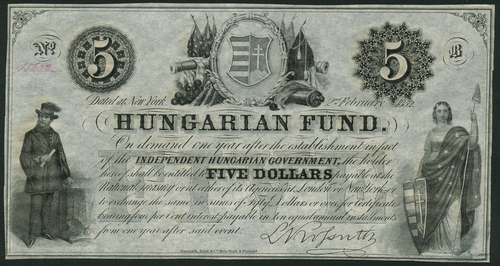 No
5
5
B
Dated at New York 2nd February 1852
HUNGARIAN FUND.
On demand one year after the establishment in fact
of the INDEPENDENT HUNGARIAN GOVERNMENT, the holder
hereof shall be entitled to FIVE DOLLARS payable at the
National treasury or at either of its Agencies at London or New York or
to exchange the same in sums of Fifty Dollars or over for Certificates
bearing four per Cent interest payable in Ten equal annual instalments
from one year after said event.
L Kossuth